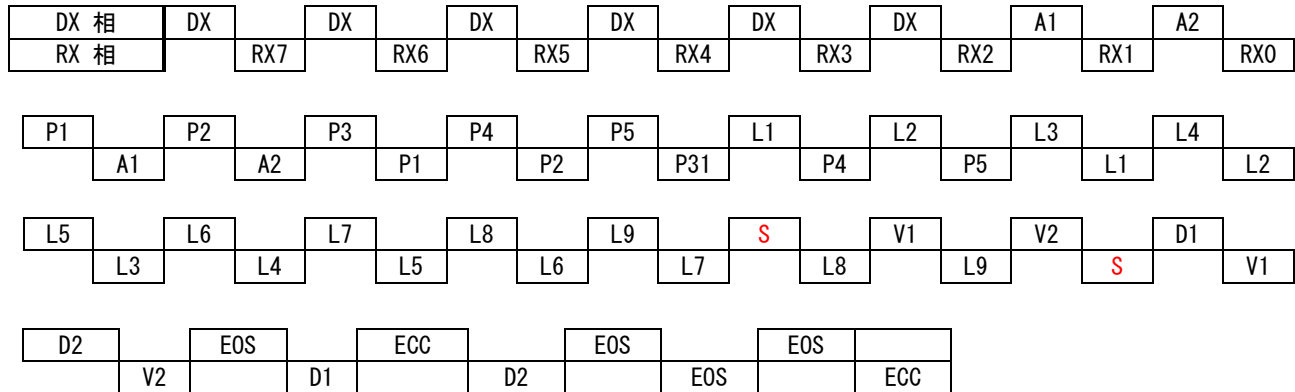 DX 相 DX DX DX DX DX DX A1 A2
RX 相 RX7 RX6 RX5 RX4 RX3 RX2 RX1 RX0
P1 P2 P3 P4 P5 L1 L2 L3 L4
A1 A2 P1 P2 P31 P4 P5 L1 L2
L5 L6 L7 L8 L9 S V1 V2 D1
L3 L4 L5 L6 L7 L8 L9 S V1
D2 EOS ECC EOS EOS
V2 D1 D2 EOS ECC